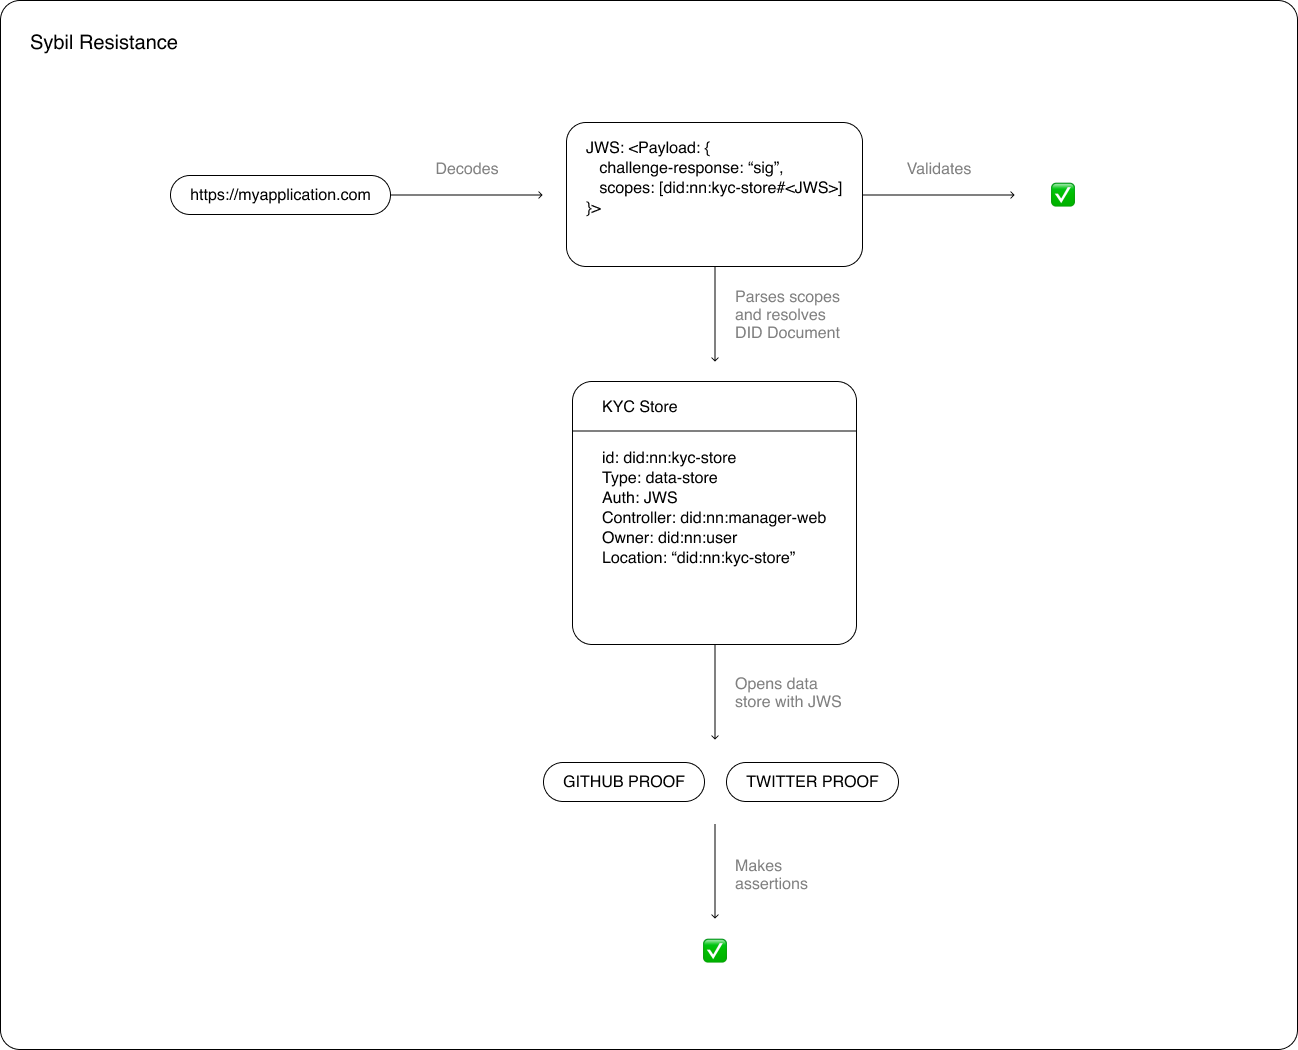 Sybil Resistance
https://myapplication.com
Decodes
JWS: <Payload: {
challenge-response: “sig”,
scopes: [did:nn:kyc-store#<JWS>]
}>
Validates
Parses scopes
and resolves
DID Document
KYC Store
id: did:nn:kyc-store
Type: data-store
Auth: JWS
Controller: did:nn:manager-web
Owner: did:nn:user
Location: “did:nn:kyc-store”
Opens data
store with JWS
GITHUB PROOF
TWITTER PROOF
Makes
assertions